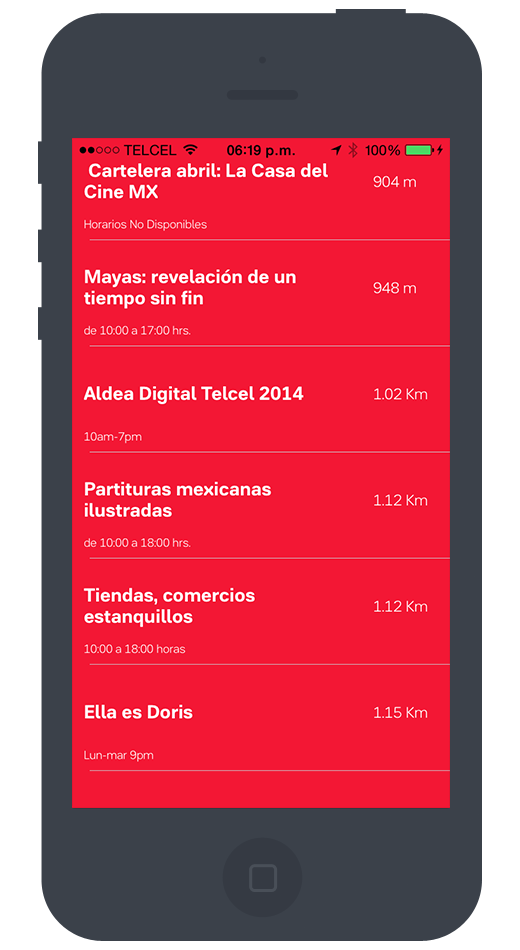 TELCEL 06:19 p.m. 100%
Cartelera abril: La Casa del
Cine MX
904 m
Horarios No Disponibles
Mayas: revelación de un
tiempo sin fin
948 m
de 10:00 a 17:00 hrs.
Aldea Digital Telcel 2014
1.02 Km
10am-7pm
Partituras mexicanas
ilustradas
1.12 Km
de 10:00 a 18:00 hrs.
Tiendas, comercios
estanquillos
1.12 Km
10:00 a 18:00 horas
Ella es Doris
1.15 Km
Lun-mar 9pm